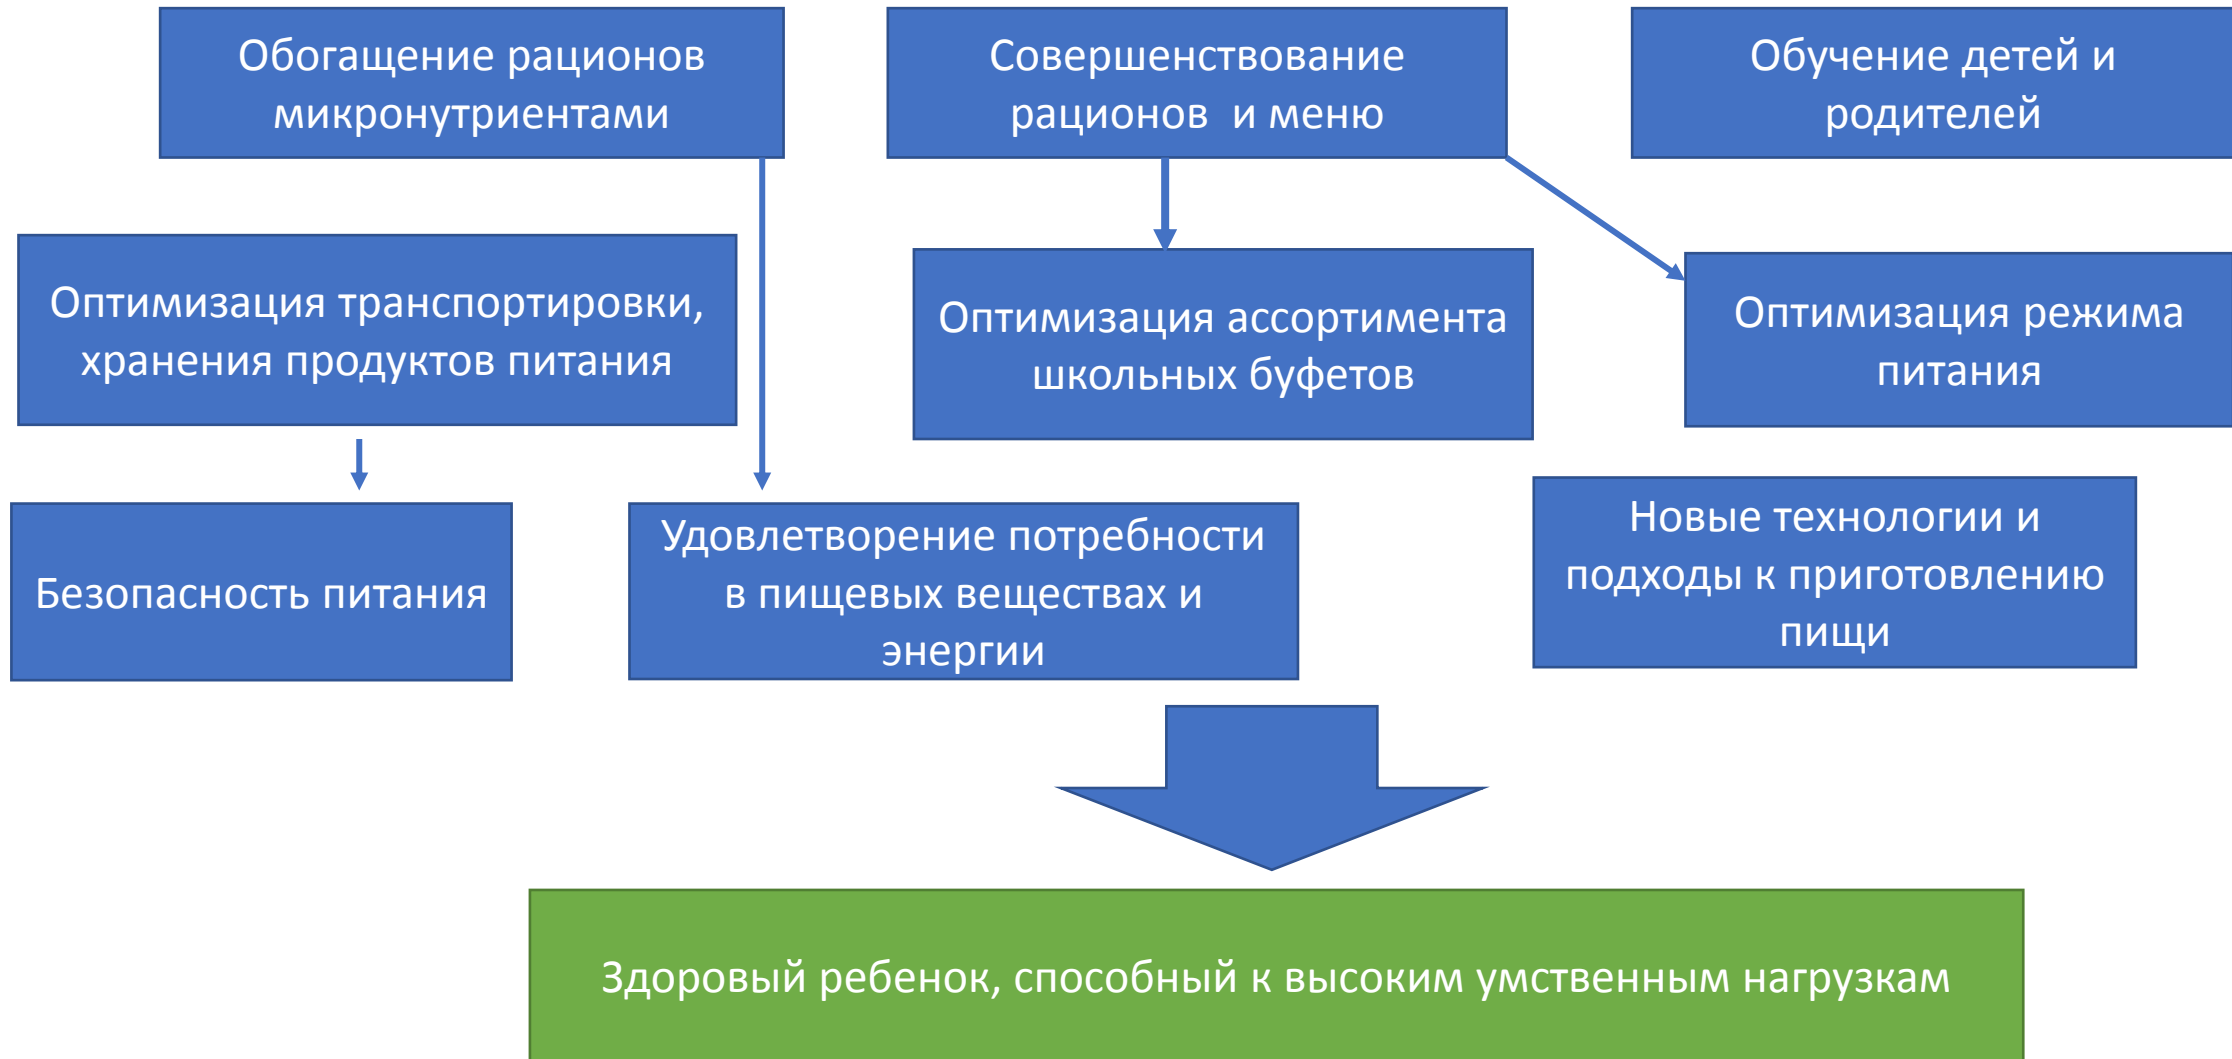 Обогащение рационов
микронутриентами
Совершенствование
рационов и меню
Обучение детей и
родителей
Оптимизация транспортировки,
хранения продуктов питания
Оптимизация ассортимента
школьных буфетов
Оптимизация режима
питания
Безопасность питания
Удовлетворение потребности
в пищевых веществах и
энергии
Новые технологии и
подходы к приготовлению
пищи
Здоровый ребенок, способный к высоким умственным нагрузкам